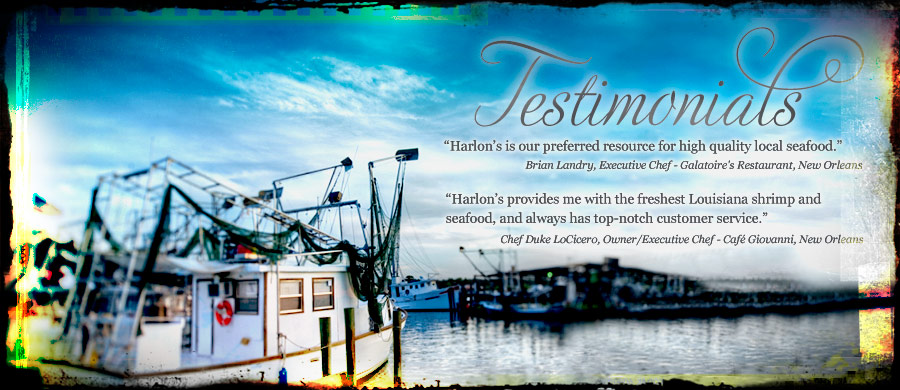 Testimonials
“Harlon’s is our preferred resource for high quality local seafood.”
Brian Landry, Executive Chef - Galatoire's Restaurant, New Orleans
“Harlon’s provides me with the freshest Louisiana shrimp and
seafood, and always has top-notch customer service.”
Chef Duke LoCicero, Owner/Executive Chef - Café Giovanni, New Orleans